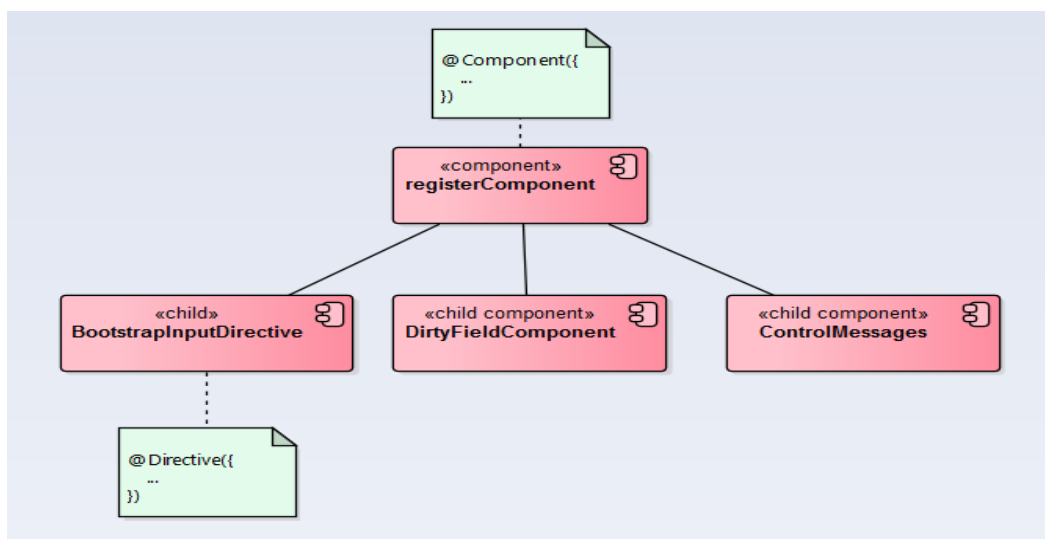 @Component({
...
})
«component»
registerComponent
«child»
BootstrapInputDirective
«child component»
DirtyFieldComponent
«child component»
ControlMessages
@Directive({
...
})